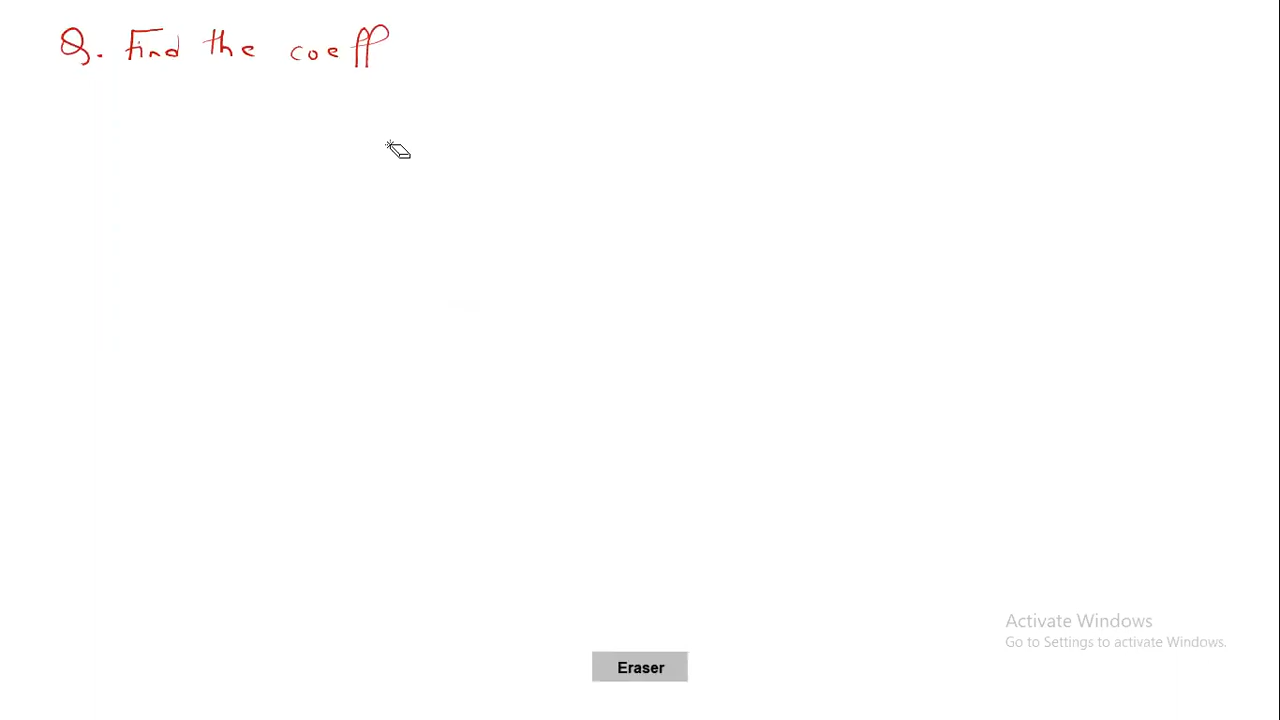 Q. Find the coeff
Activate Windows
Go to Settings to activate Windows.
Eraser